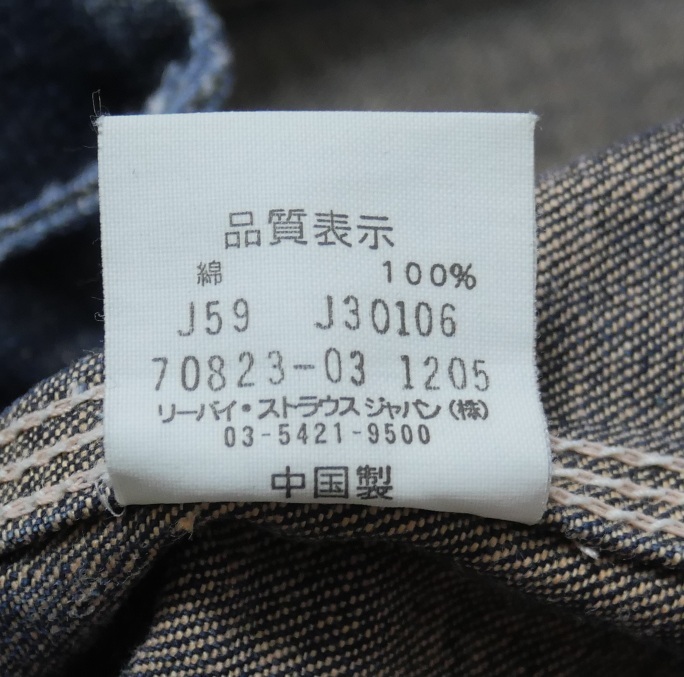 品質表示
綿 100%
J59 J30106
70823-03 1205
リーバイ・ストラウスジャパン(株)
03-5421-9500
中国製